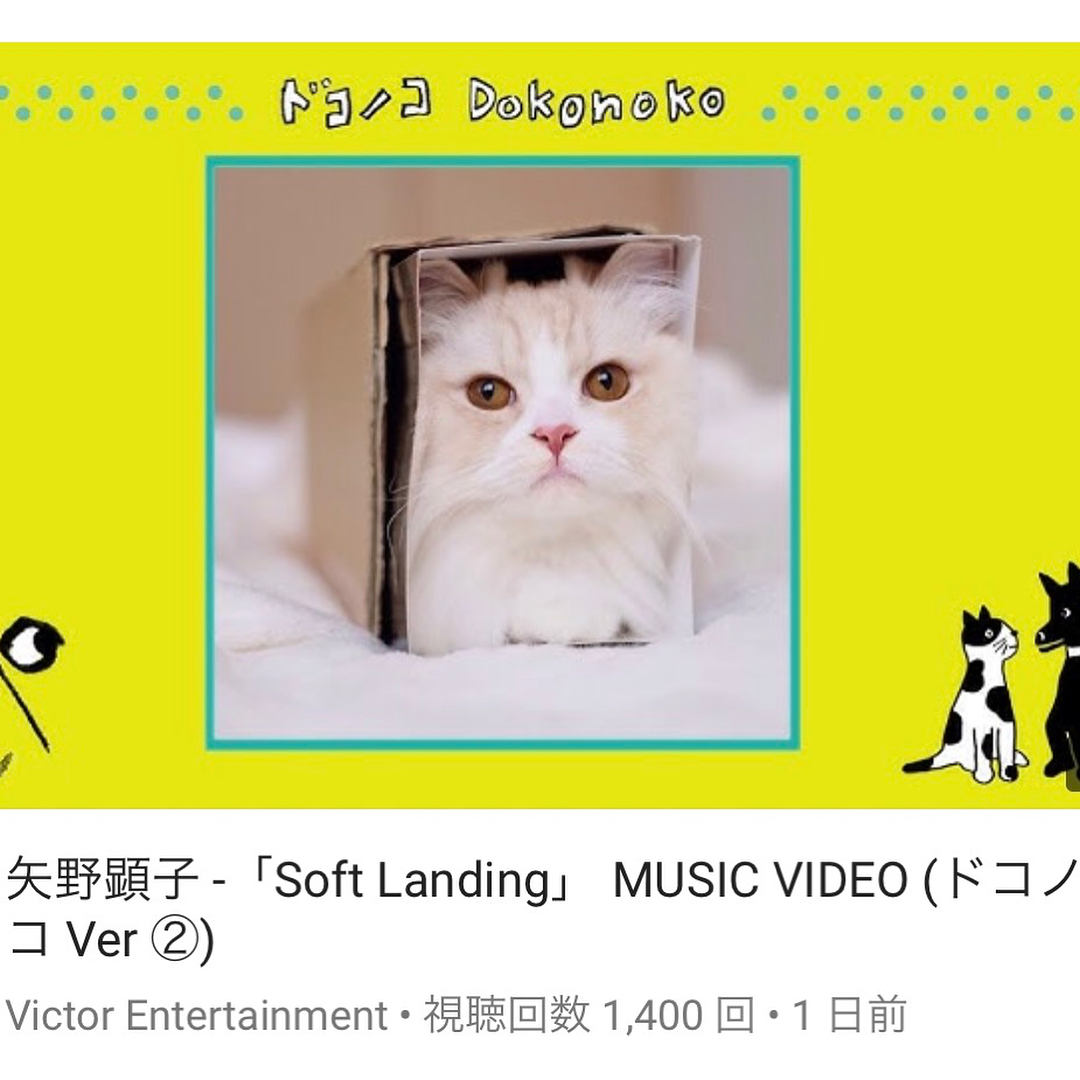 ドコノコ Dokonoko
矢野顕子 -「Soft Landing」 MUSIC VIDEO (ドコノ
コ Ver ②)
Victor Entertainment • 視聴回数 1,400 回 • 1 日前